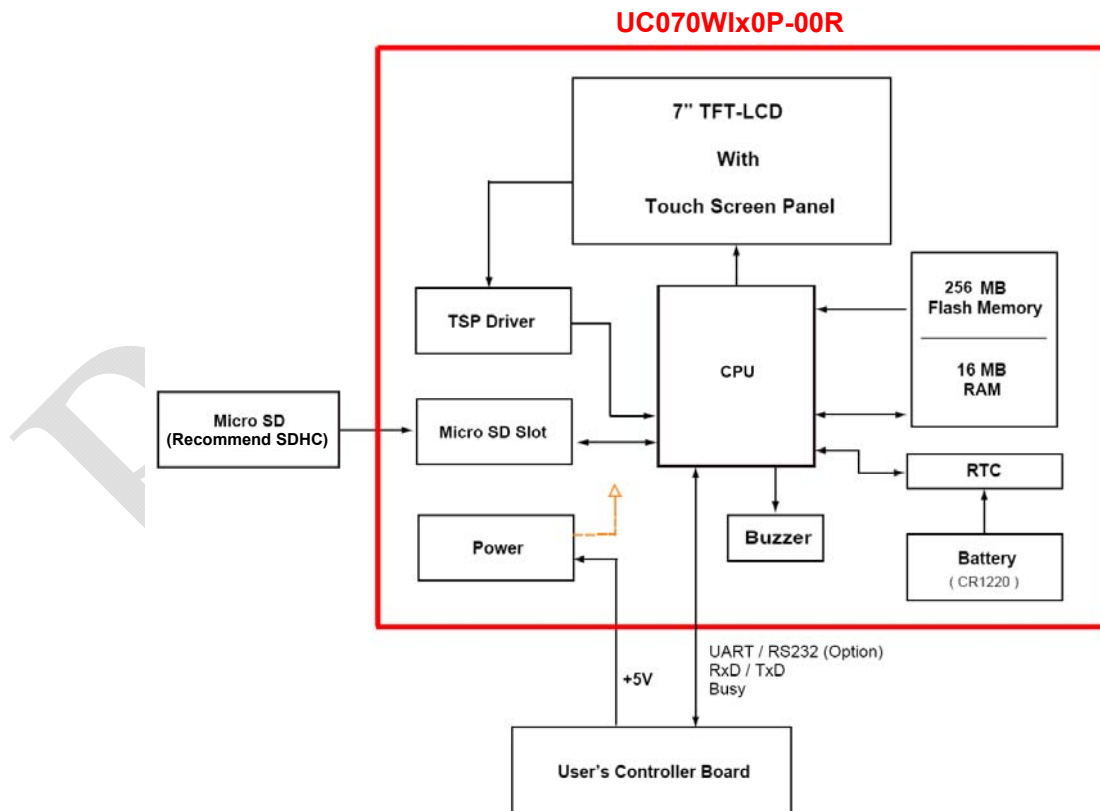 UC070WIx0P-00R
7” TFT-LCD
With
Touch Screen Panel
TSP Driver
CPU
256 MB
Flash Memory
16 MB
RAM
Micro SD
(Recommend SDHC)
Micro SD Slot
RTC
Power
Buzzer
Battery
( CR1220 )
+5V
UART / RS232 (Option)
RxD / TxD
Busy
User's Controller Board